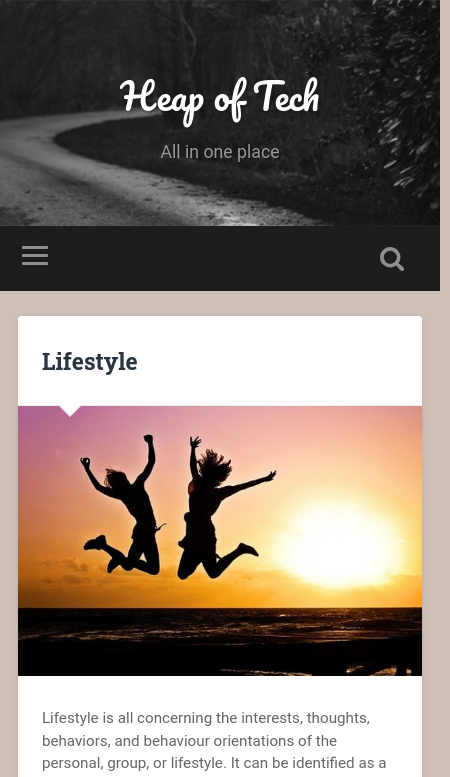 Heap of Tech
All in one place
Lifestyle
Lifestyle is all concerning the interests, thoughts,
behaviors, and behaviour orientations of the
personal, group, or lifestyle. It can be identified as a